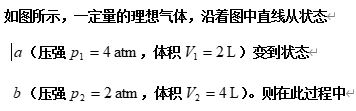 如图所示，一定量的理想气体，沿着图中直线从状态
a（压强 p₁ = 4 atm，体积 V₁ = 2 L）变到状态
b（压强 p₂ = 2 atm，体积 V₂ = 4 L）。则在此过程中